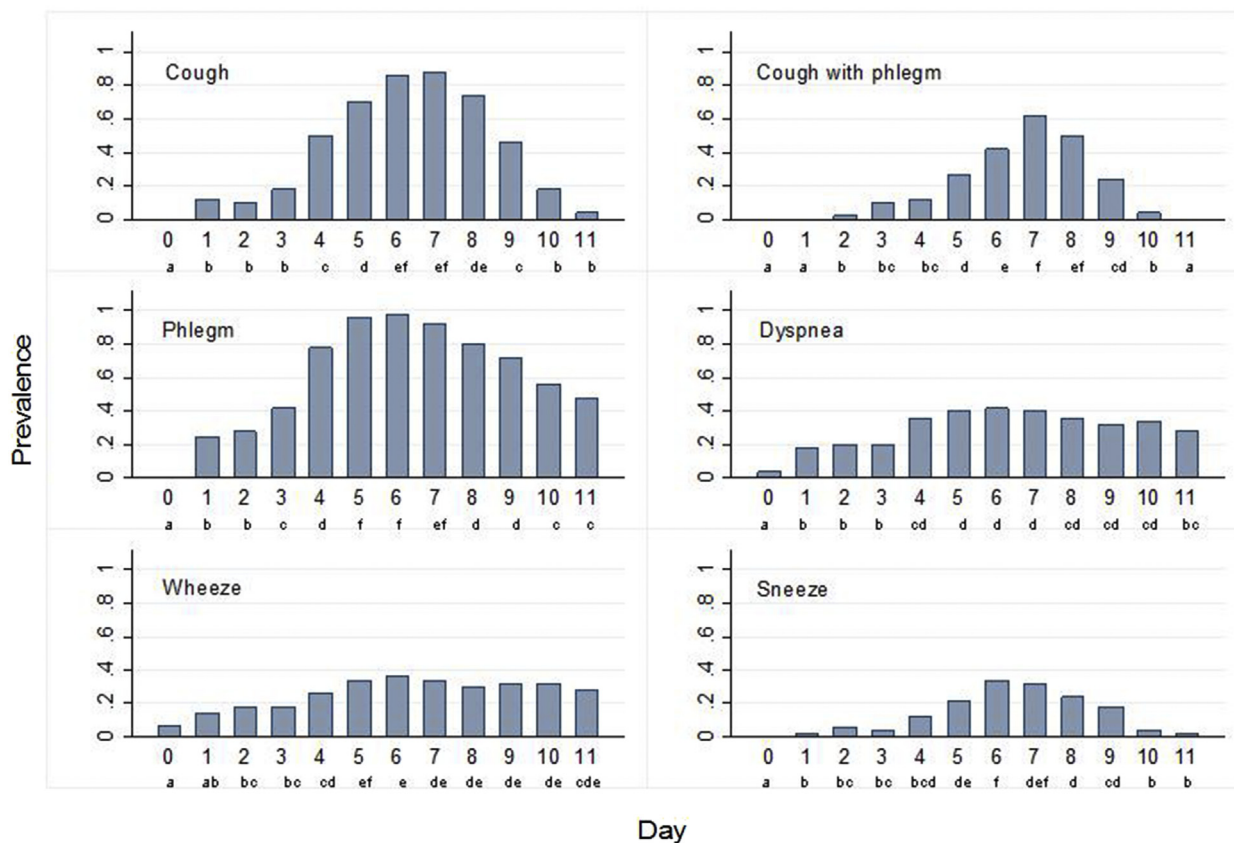 Prevalence
Cough
1
.8
.6
.4
.2
0
0 1 2 3 4 5 6 7 8 9 10 11
a b b b c d ef ef de c b b
Cough with phlegm
1
.8
.6
.4
.2
0
0 1 2 3 4 5 6 7 8 9 10 11
a a b bc bc d e f ef cd b a
Phlegm
1
.8
.6
.4
.2
0
0 1 2 3 4 5 6 7 8 9 10 11
a b b c d f f ef d d c c
Dyspnea
1
.8
.6
.4
.2
0
0 1 2 3 4 5 6 7 8 9 10 11
a b b b cd d d d cd cd cd bc
Wheeze
1
.8
.6
.4
.2
0
0 1 2 3 4 5 6 7 8 9 10 11
a ab bc bc cd ef e de de de de cde
Sneeze
1
.8
.6
.4
.2
0
0 1 2 3 4 5 6 7 8 9 10 11
a b bc bc bcd de f def d cd b b
Day